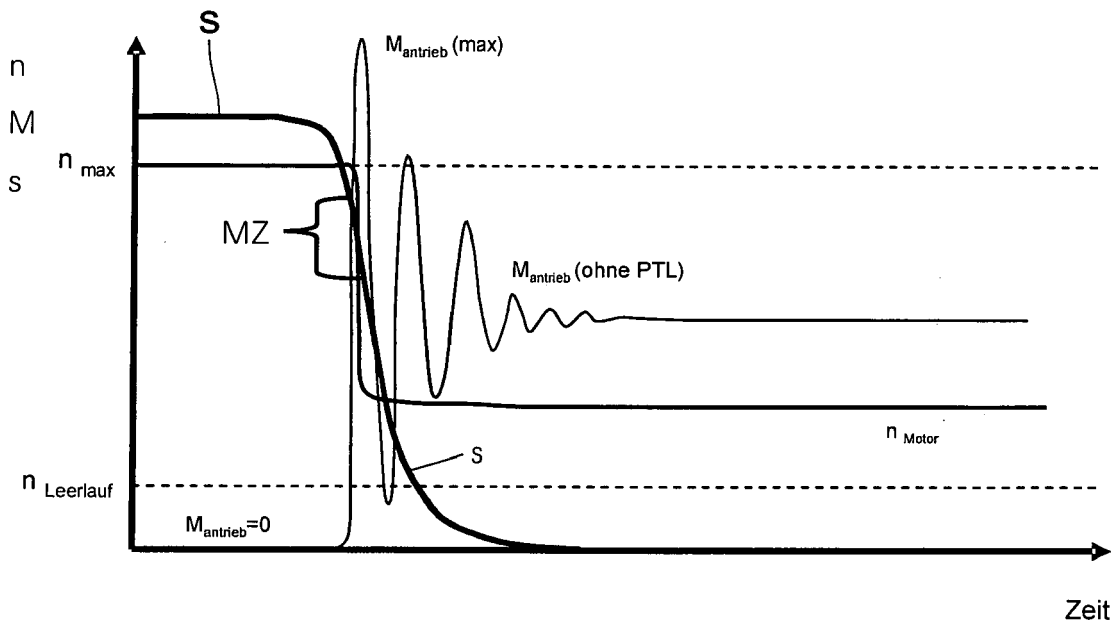 S
M antrieb (max)
n
M
n max
s
MZ
M antrieb (ohne PTL)
n Motor
s
n Leerlauf
M antrieb=0
Zeit